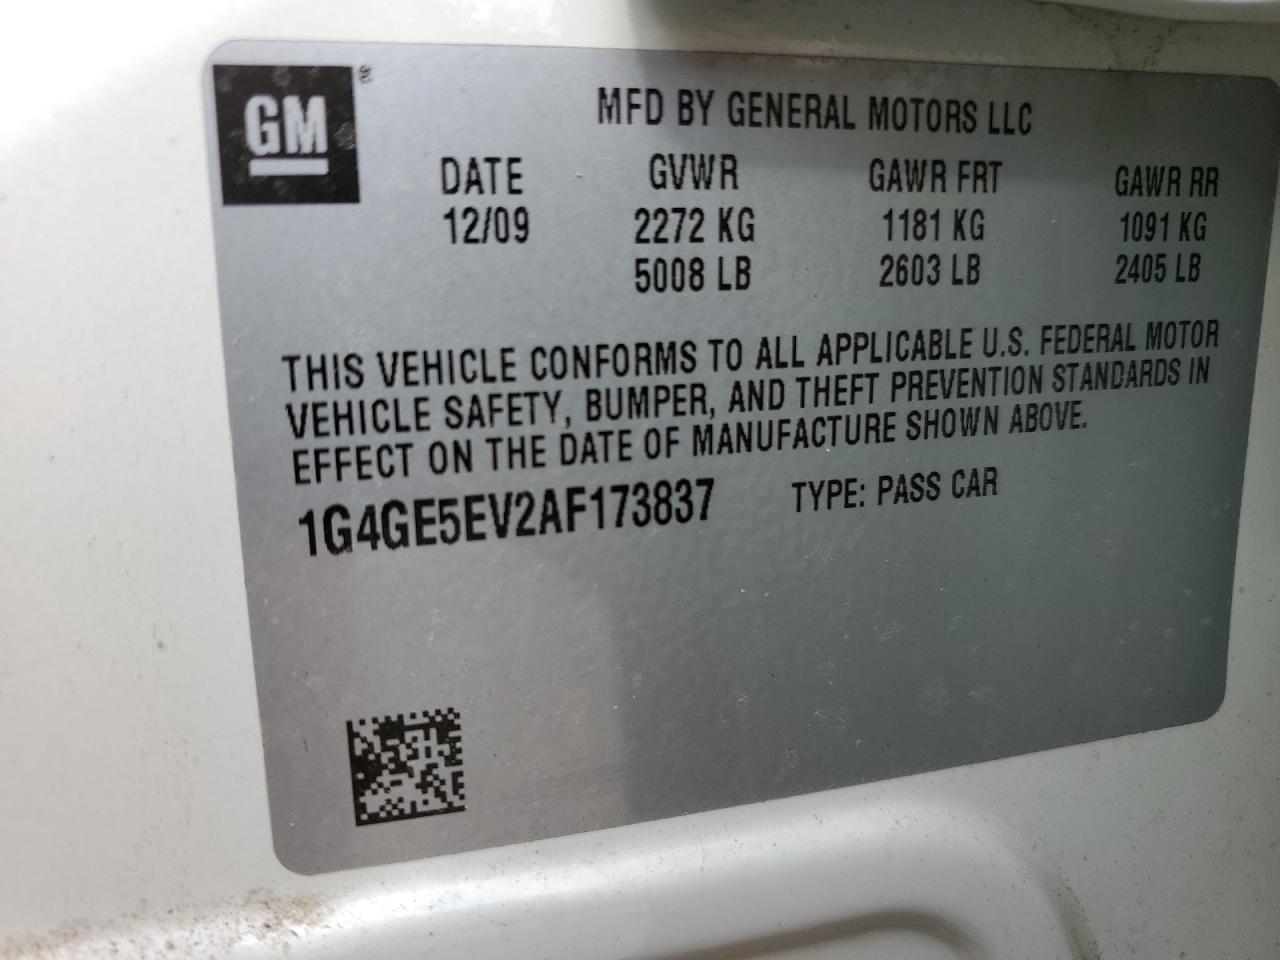 GM ®
MFD BY GENERAL MOTORS LLC
DATE GVWR GAWR FRT GAWR RR
12/09 2272 KG 1181 KG 1091 KG
5008 LB 2603 LB 2405 LB
THIS VEHICLE CONFORMS TO ALL APPLICABLE U.S. FEDERAL MOTOR
VEHICLE SAFETY, BUMPER, AND THEFT PREVENTION STANDARDS IN
EFFECT ON THE DATE OF MANUFACTURE SHOWN ABOVE.
1G4GE5EV2AF173837 TYPE: PASS CAR